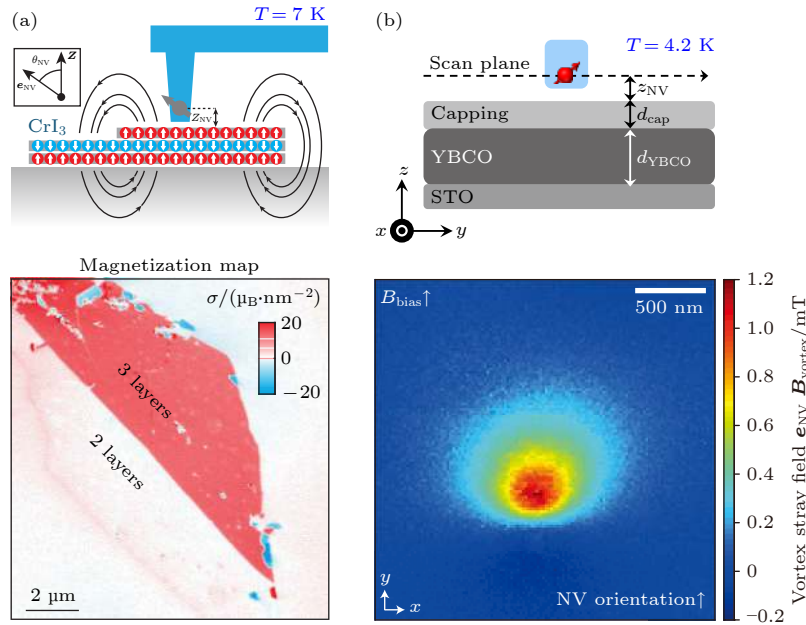 (a)
T = 7 K
θNV
z
eNV
zNV
CrI3
Magnetization map
σ/(µB·nm−2)
20
0
−20
3 layers
2 layers
2 µm
(b)
T = 4.2 K
Scan plane
zNV
Capping
dcap
YBCO
dYBCO
STO
z
x
y
Bbias↑
500 nm
y
x
NV orientation↑
1.2
1.0
0.8
0.6
0.4
0.2
0
−0.2
Vortex stray field eNV Bvortex/mT